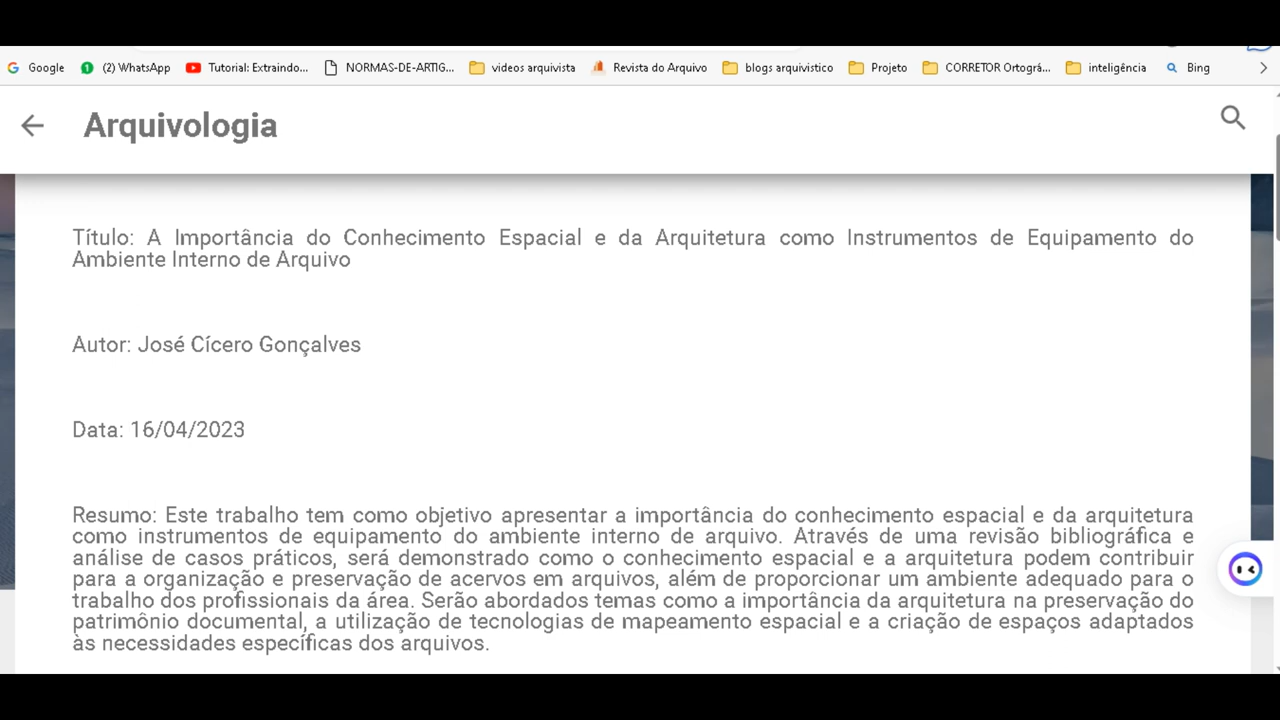 Google (2) WhatsApp Tutorial: Extraindo... NORMAS-DE-ARTIG... videos arquivista Revista do Arquivo blogs arquivistico Projeto CORRETOR Ortográ... inteligência Bing
Arquivologia
Título: A Importância do Conhecimento Espacial e da Arquitetura como Instrumentos de Equipamento do
Ambiente Interno de Arquivo
Autor: José Cícero Gonçalves
Data: 16/04/2023
Resumo: Este trabalho tem como objetivo apresentar a importância do conhecimento espacial e da arquitetura
como instrumentos de equipamento do ambiente interno de arquivo. Através de uma revisão bibliográfica e
análise de casos práticos, será demonstrado como o conhecimento espacial e a arquitetura podem contribuir
para a organização e preservação de acervos em arquivos, além de proporcionar um ambiente adequado para o
trabalho dos profissionais da área. Serão abordados temas como a importância da arquitetura na preservação do
patrimônio documental, a utilização de tecnologias de mapeamento espacial e a criação de espaços adaptados
às necessidades específicas dos arquivos.